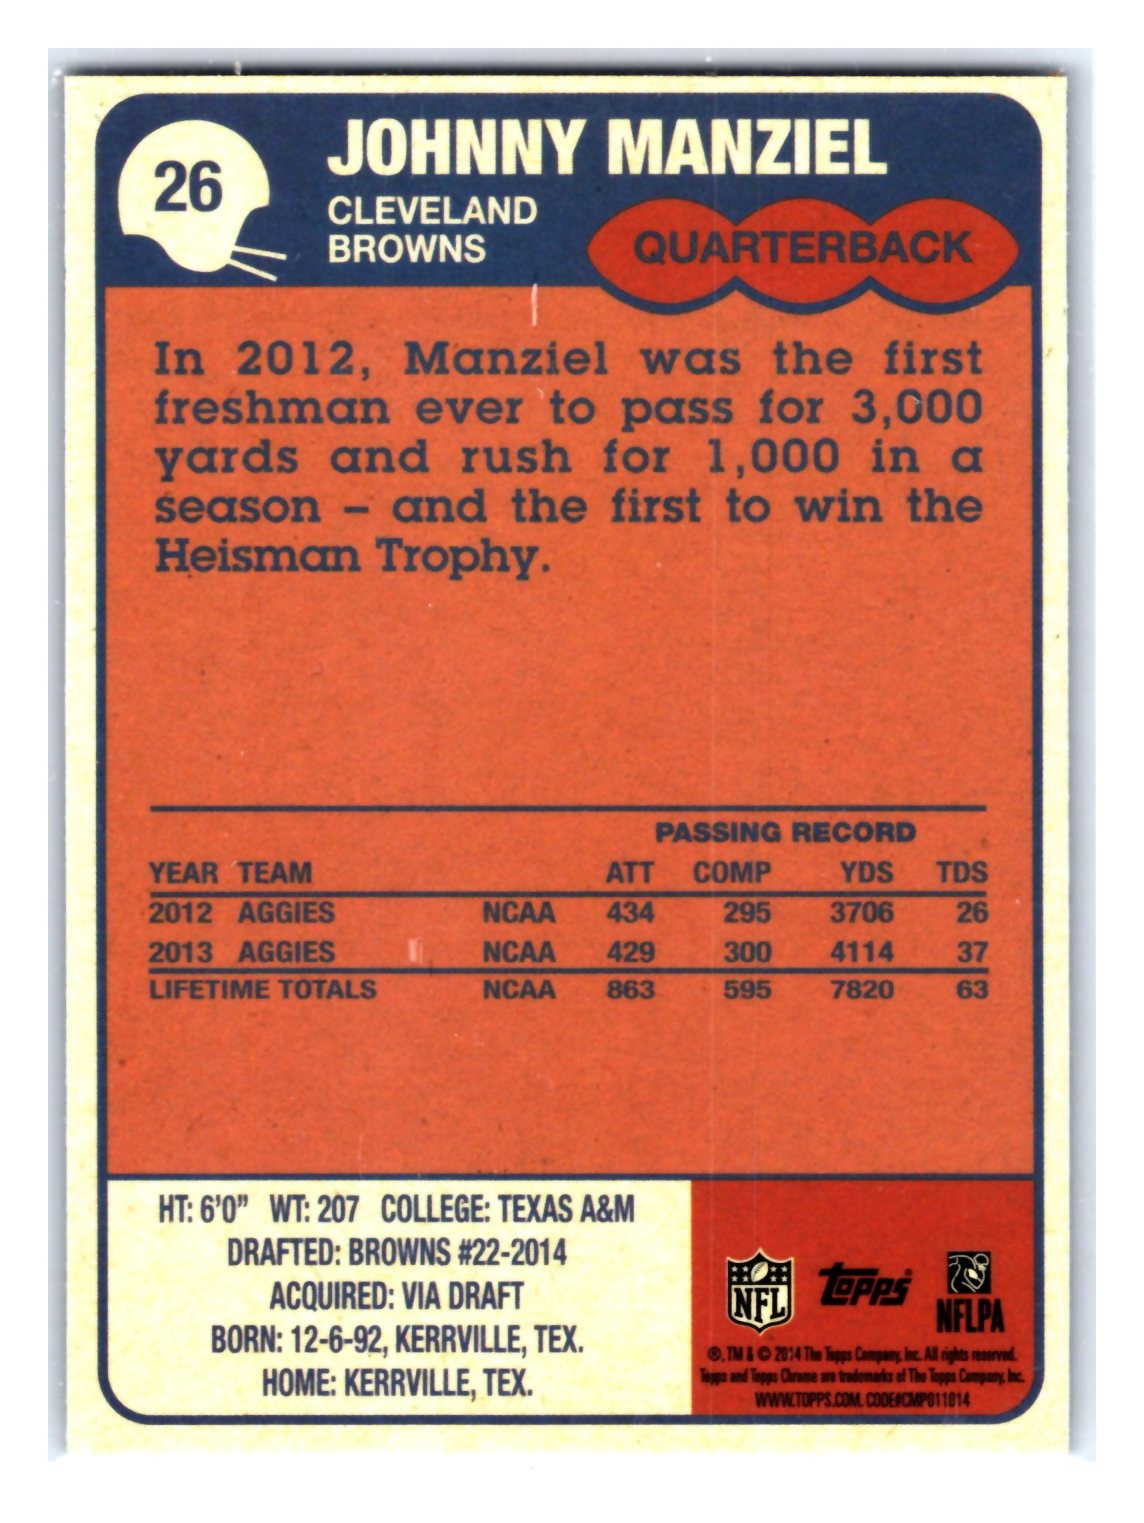 26
JOHNNY MANZIEL
CLEVELAND
BROWNS
QUARTERBACK
In 2012, Manziel was the first
freshman ever to pass for 3,000
yards and rush for 1,000 in a
season – and the first to win the
Heisman Trophy.
PASSING RECORD
YEAR TEAM ATT COMP YDS TDS
2012 AGGIES NCAA 434 295 3706 26
2013 AGGIES NCAA 429 300 4114 37
LIFETIME TOTALS NCAA 863 595 7820 63
HT: 6'0" WT: 207 COLLEGE: TEXAS A&M
DRAFTED: BROWNS #22-2014
ACQUIRED: VIA DRAFT
BORN: 12-6-92, KERRVILLE, TEX.
HOME: KERRVILLE, TEX.
NFL topps® NFLPA
®, TM & © 2014 The Topps Company, Inc. All rights reserved.
Topps and Topps Chrome are trademarks of The Topps Company, Inc.
WWW.TOPPS.COM. CODE#CMP011014